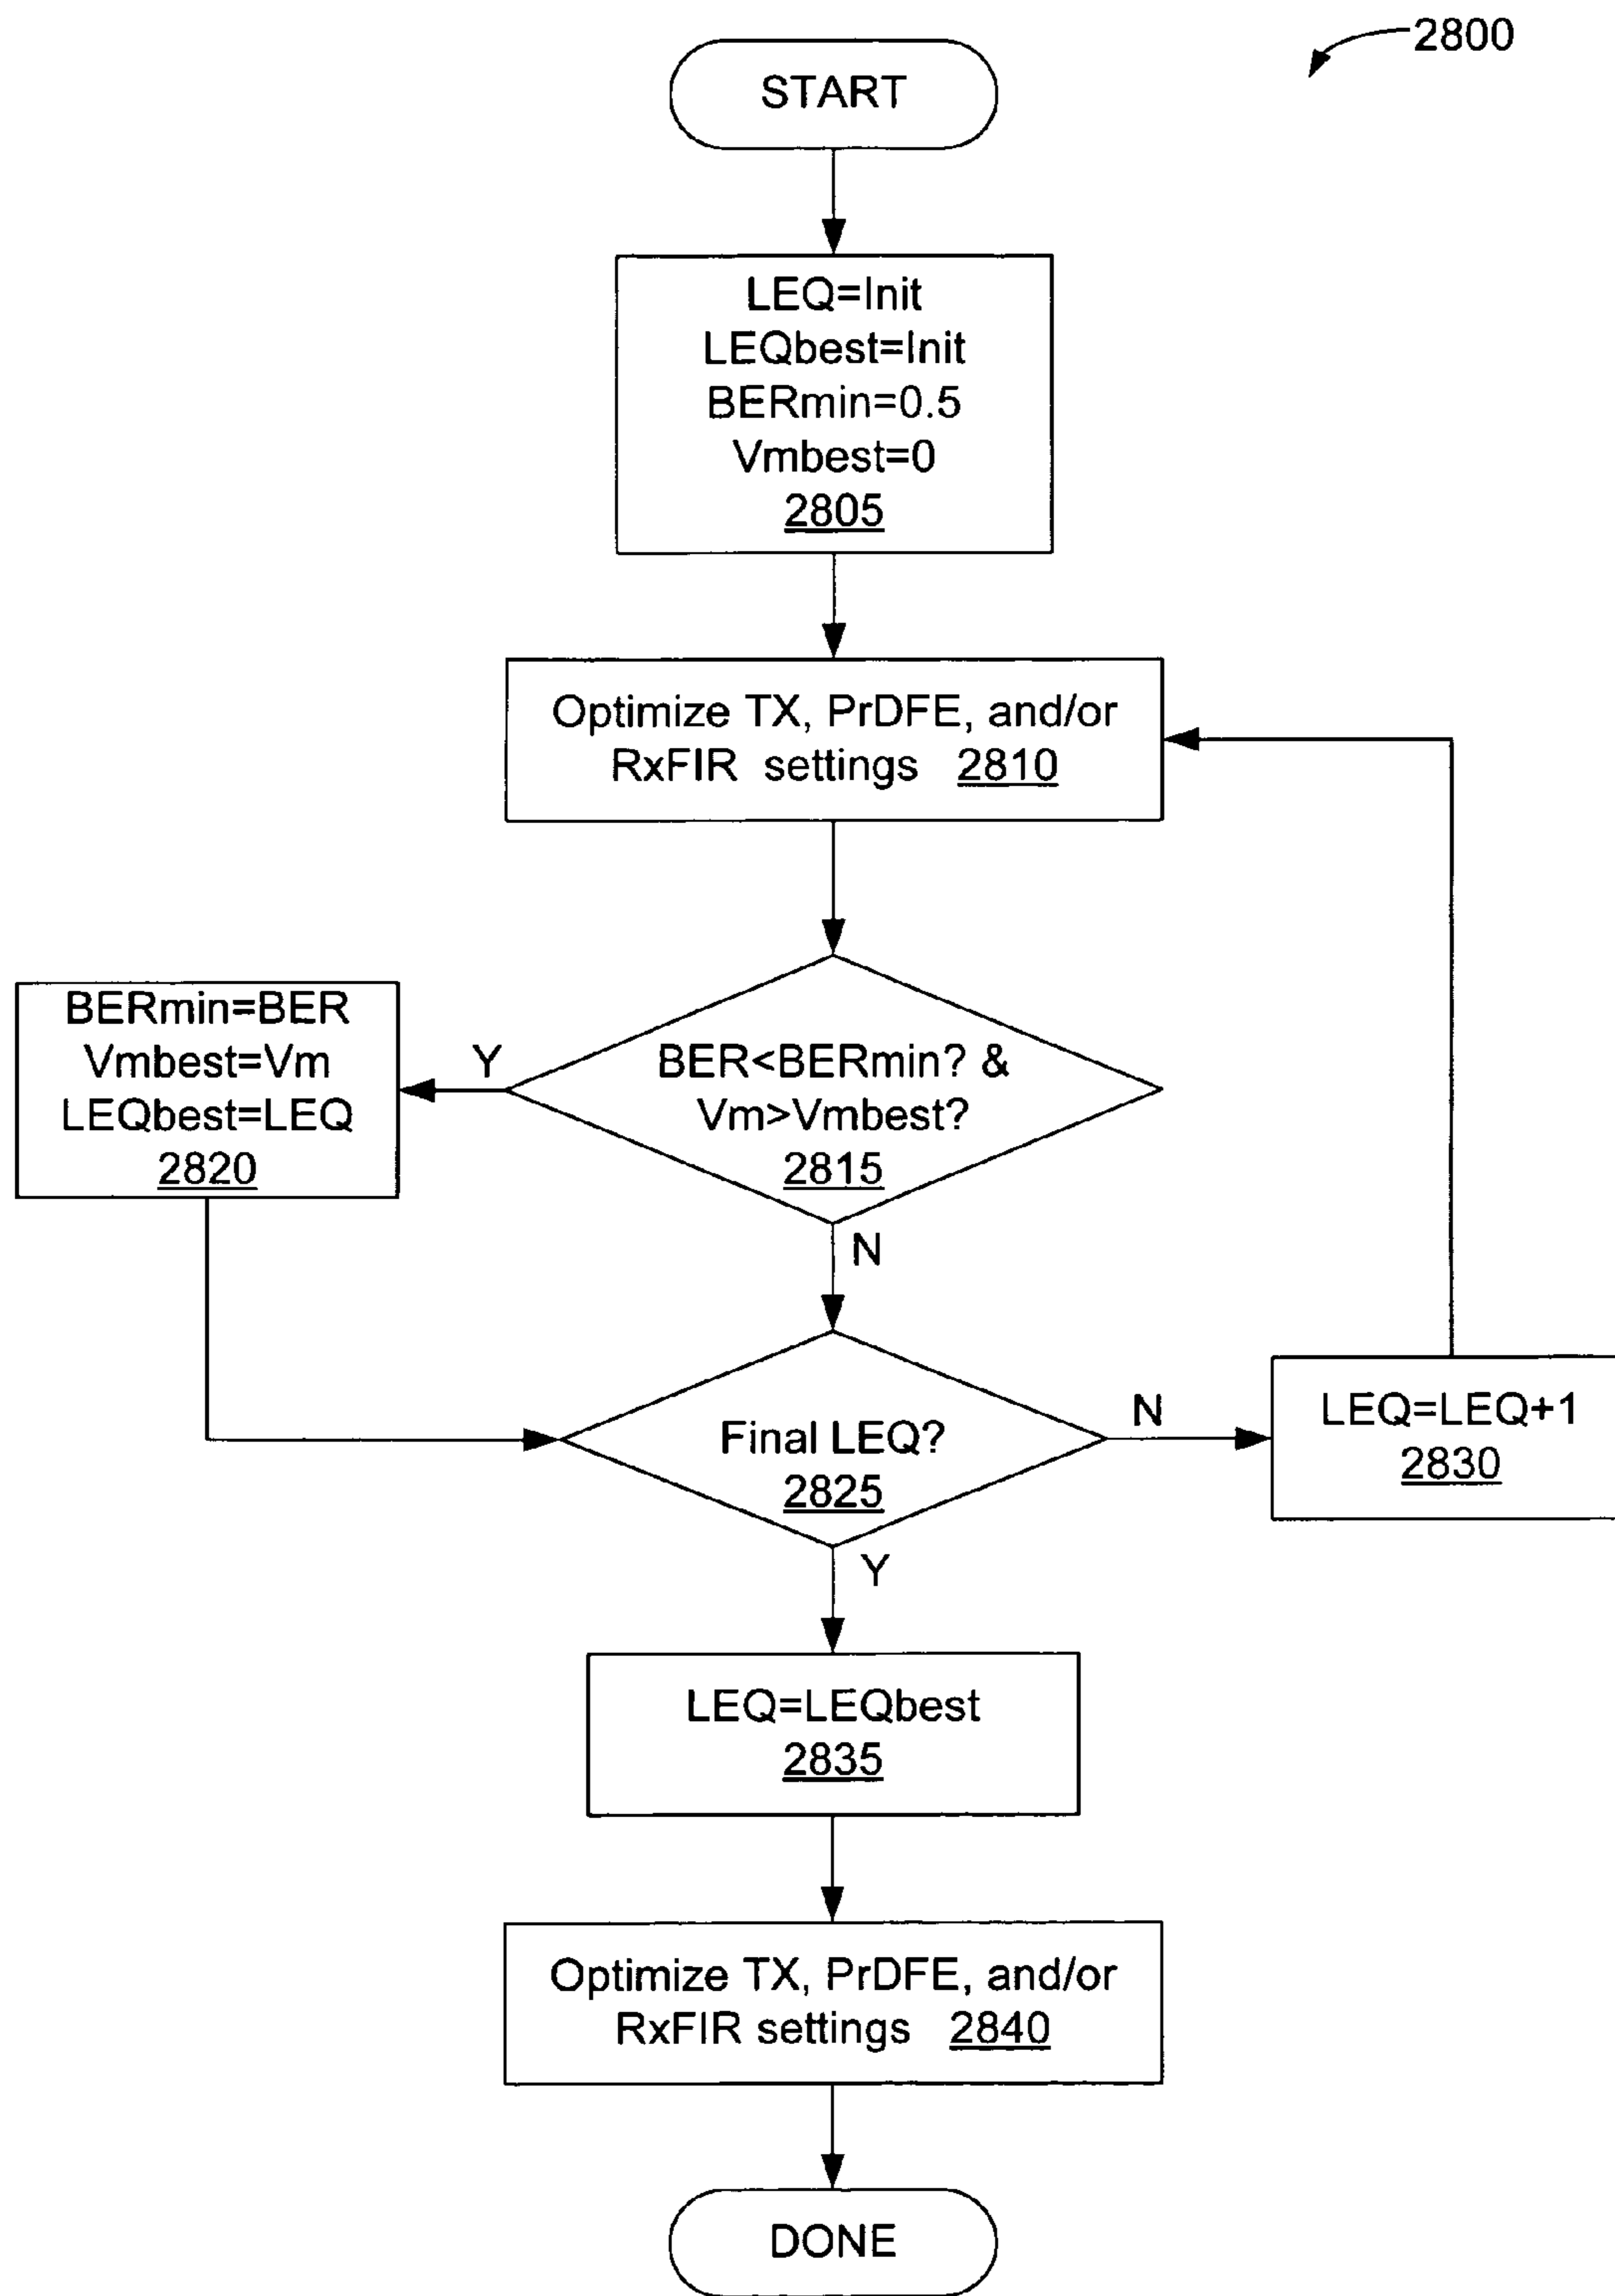 2800
START
LEQ=Init
LEQbest=Init
BERmin=0.5
Vmbest=0
2805
Optimize TX, PrDFE, and/or
RxFIR settings 2810
BER<BERmin? &
Vm>Vmbest?
2815
Y
BERmin=BER
Vmbest=Vm
LEQbest=LEQ
2820
N
Final LEQ?
2825
N
LEQ=LEQ+1
2830
Y
LEQ=LEQbest
2835
Optimize TX, PrDFE, and/or
RxFIR settings 2840
DONE